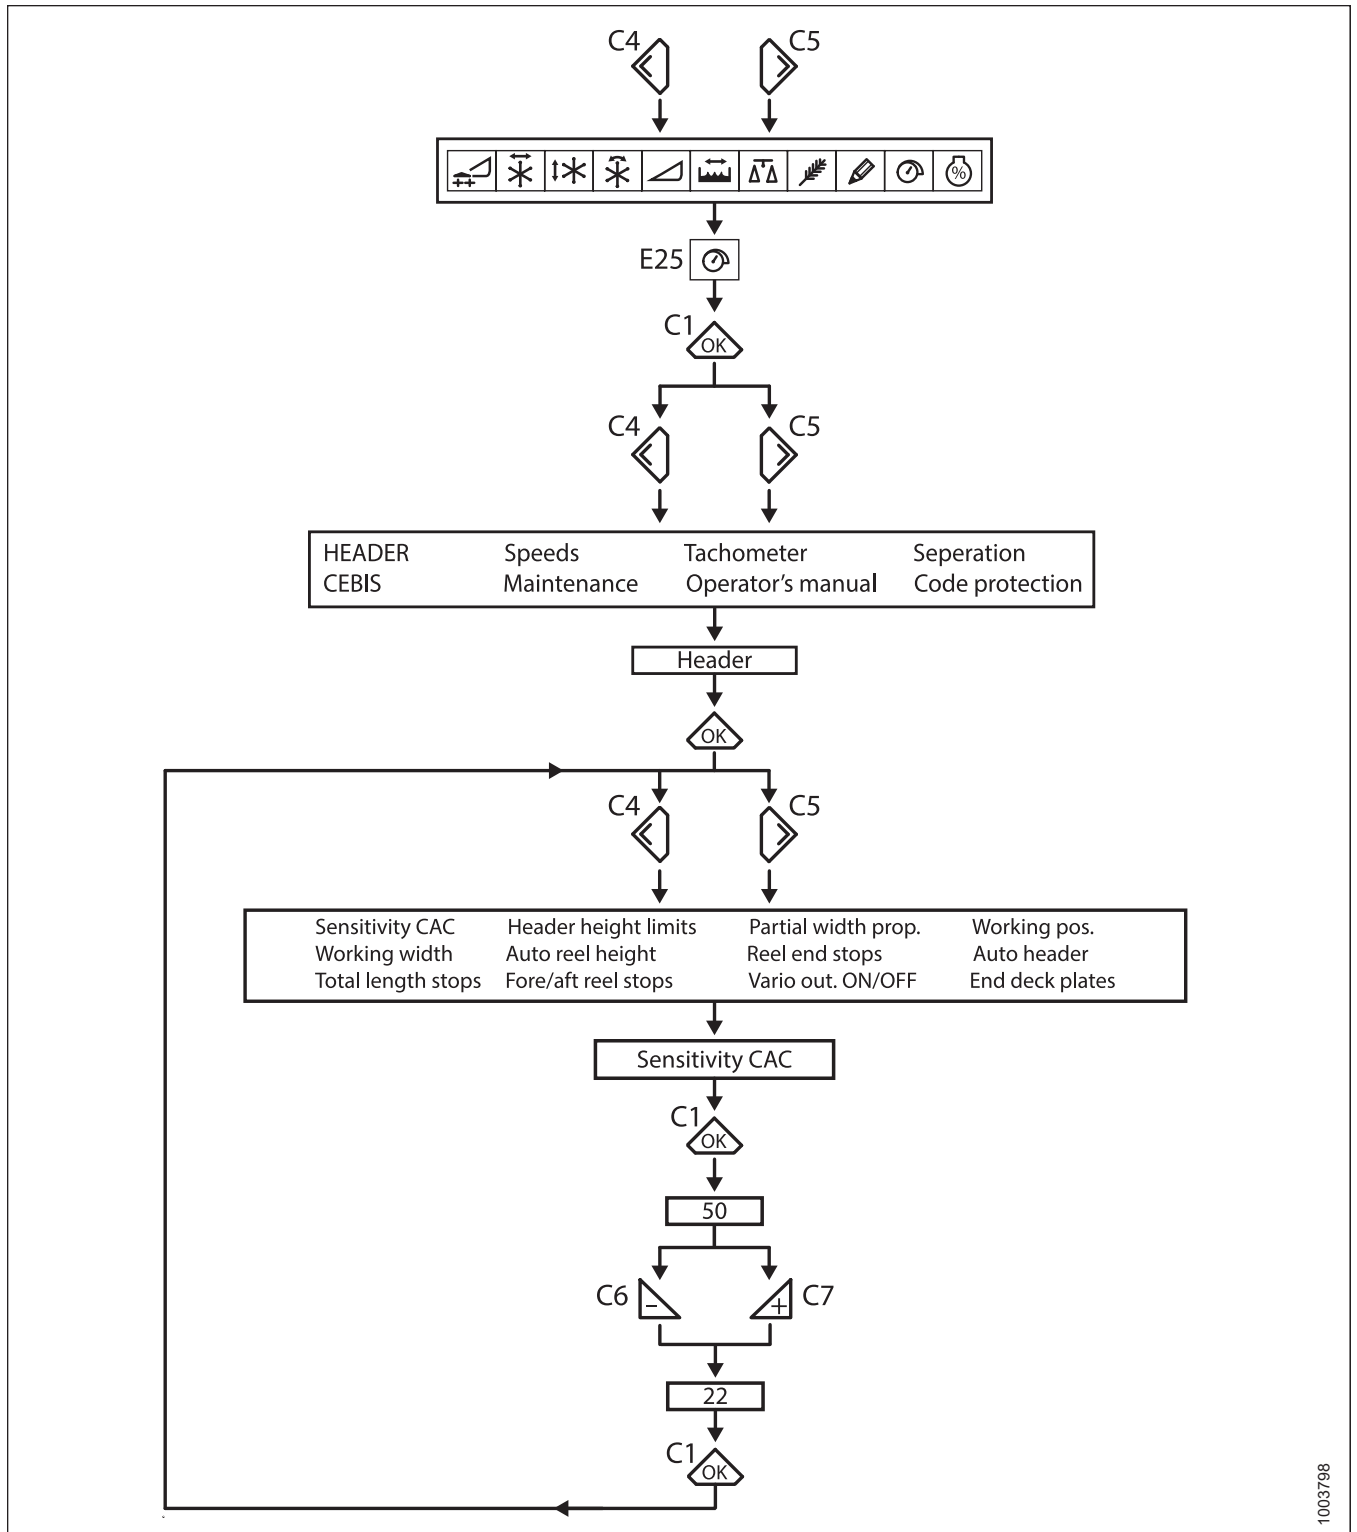 C4 C5
%
E25
C1
OK
C4 C5
HEADER Speeds Tachometer Seperation
CEBIS Maintenance Operator's manual Code protection
Header
OK
C4 C5
Sensitivity CAC Header height limits Partial width prop. Working pos.
Working width Auto reel height Reel end stops Auto header
Total length stops Fore/aft reel stops Vario out. ON/OFF End deck plates
Sensitivity CAC
C1
OK
50
C6 - + C7
22
C1
OK
1003798